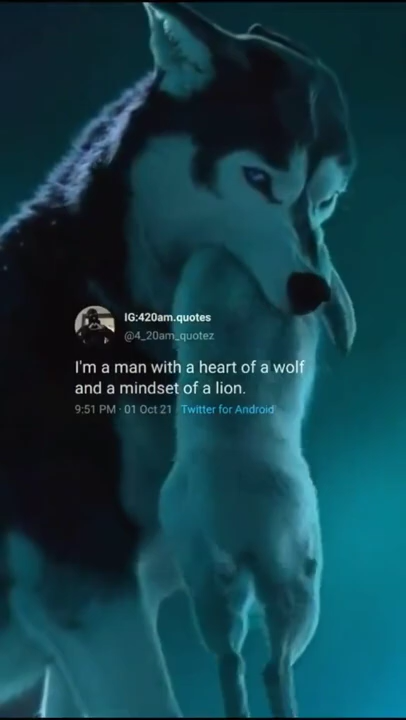 IG:420am.quotes
@4_20am_quotez
I'm a man with a heart of a wolf
and a mindset of a lion.
9:51 PM · 01 Oct 21 Twitter for Android